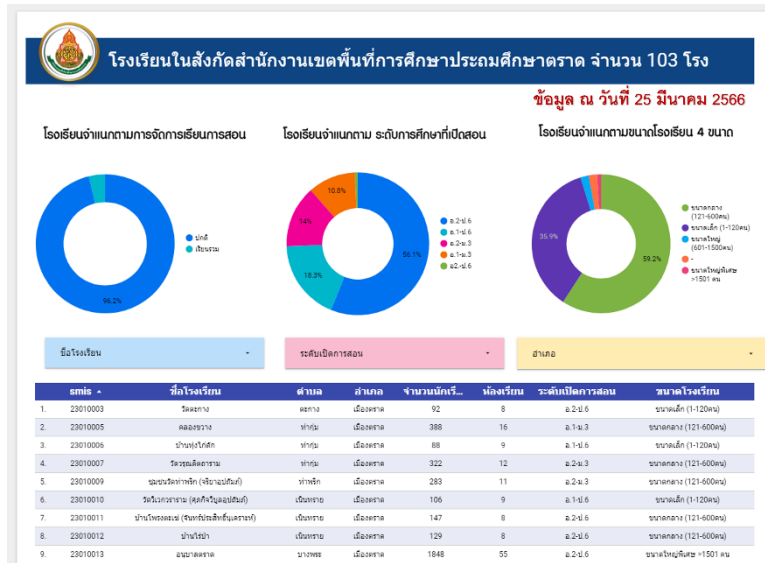 โรงเรียนในสังกัดสำนักงานเขตพื้นที่การศึกษาประถมศึกษาตราด จำนวน 103 โรง
ข้อมูล ณ วันที่ 25 มีนาคม 2566
โรงเรียนจำแนกตามการจัดการเรียนการสอน
96.2%
ปกติ
เรียนรวม
โรงเรียนจำแนกตาม ระดับการศึกษาที่เปิดสอน
10.8%
14%
18.3%
56.1%
อ.2-ป.6
อ.1-ป.6
อ.2-ม.3
อ.1-ม.3
อ2.-ป.6
โรงเรียนจำแนกตามขนาดโรงเรียน 4 ขนาด
35.9%
59.2%
ขนาดกลาง
(121-600คน)
ขนาดเล็ก (1-120คน)
ขนาดใหญ่
(601-1500คน)
-
ขนาดใหญ่พิเศษ
>1501 คน
ชื่อโรงเรียน
ระดับเปิดการสอน
อำเภอ
smis ชื่อโรงเรียน ตำบล อำเภอ จำนวนนักเรี... ห้องเรียน ระดับเปิดการสอน ขนาดโรงเรียน
1. 23010003 วัดตะกาง ตะกาง เมืองตราด 92 8 อ.2-ป.6 ขนาดเล็ก (1-120คน)
2. 23010005 คลองขวาง ท่ากุ่ม เมืองตราด 388 16 อ.1-ม.3 ขนาดกลาง (121-600คน)
3. 23010006 บ้านทุ่งไก่ดัก ท่ากุ่ม เมืองตราด 88 9 อ.1-ป.6 ขนาดเล็ก (1-120คน)
4. 23010007 วัดวรุณดิตถาราม ท่ากุ่ม เมืองตราด 322 12 อ.2-ม.3 ขนาดกลาง (121-600คน)
5. 23010009 ชุมชนวัดท่าพริก (จริยาอุปถัมภ์) ท่าพริก เมืองตราด 283 11 อ.2-ม.3 ขนาดกลาง (121-600คน)
6. 23010010 วัดวิเวกวราราม (ศุภกิจวิบูลอุปถัมภ์) เนินทราย เมืองตราด 106 9 อ.1-ป.6 ขนาดเล็ก (1-120คน)
7. 23010011 บ้านโพรงตะเข่ (จันทร์ประสิทธิ์นุเคราะห์) เนินทราย เมืองตราด 147 8 อ.2-ป.6 ขนาดกลาง (121-600คน)
8. 23010012 บ้านไร่ป่า เนินทราย เมืองตราด 129 8 อ.2-ป.6 ขนาดกลาง (121-600คน)
9. 23010013 อนุบาลตราด บางพระ เมืองตราด 1848 55 อ.2-ป.6 ขนาดใหญ่พิเศษ >1501 คน